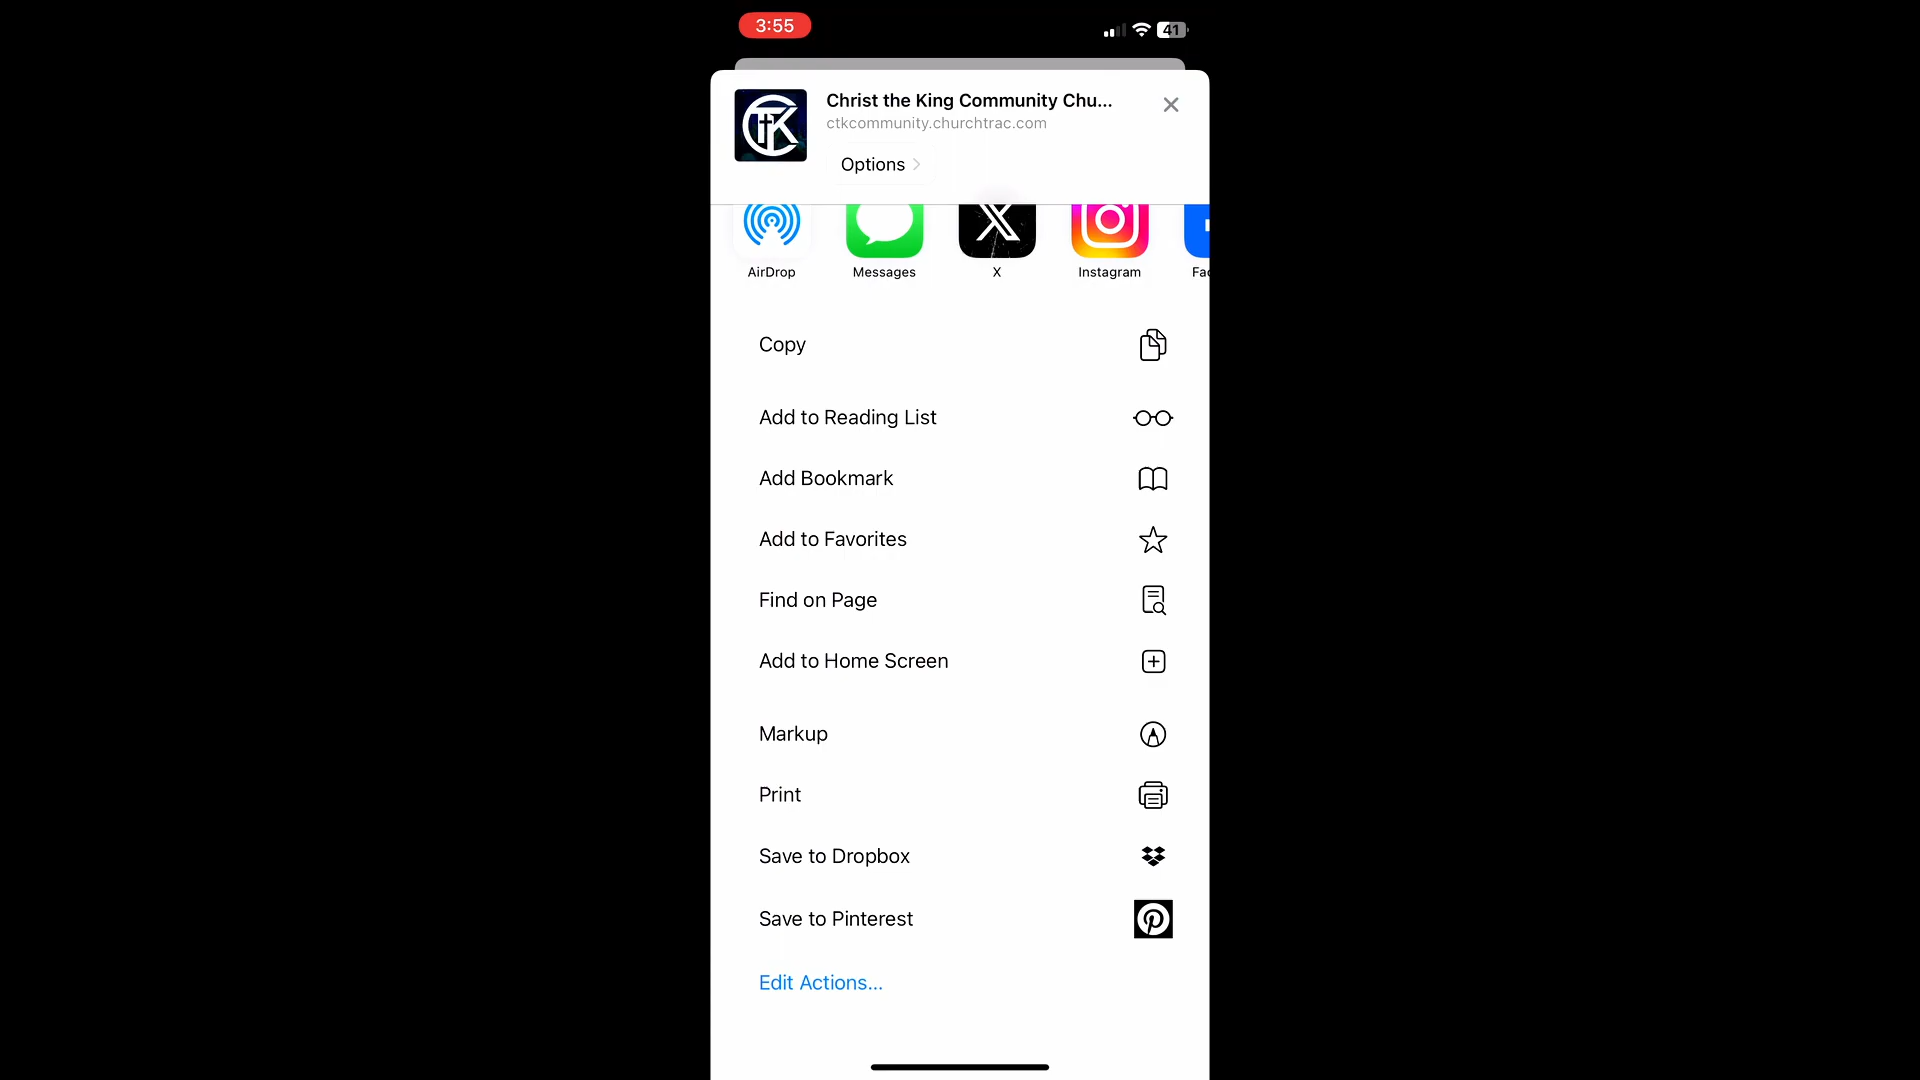 3:55
41
Christ the King Community Chu...
CTK
ctkcommunity.churchtrac.com
Options
AirDrop
Messages
X
Instagram
Fac
Copy
Add to Reading List
Add Bookmark
Add to Favorites
Find on Page
Add to Home Screen
Markup
Print
Save to Dropbox
Save to Pinterest
Edit Actions...